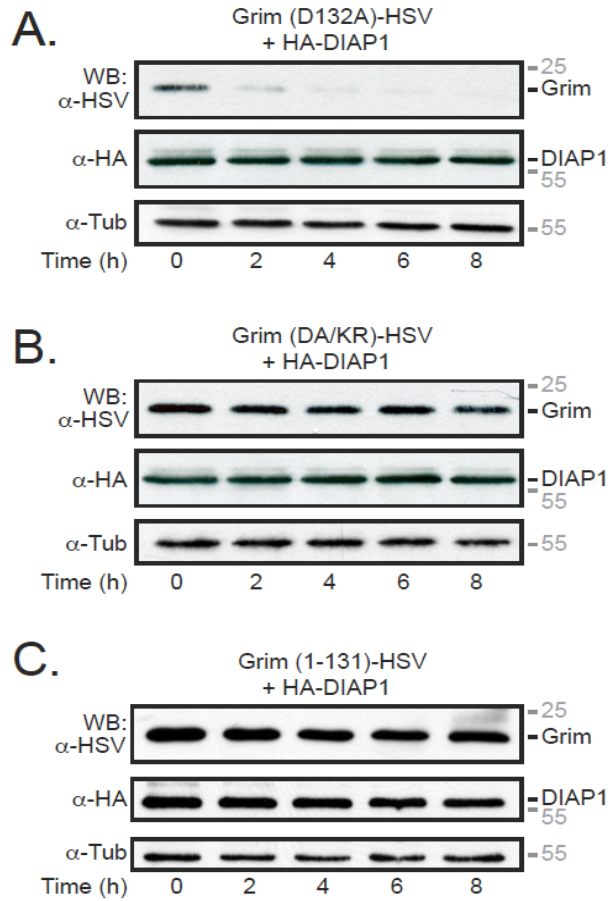 A.
Grim (D132A)-HSV
+ HA-DIAP1
WB:
α-HSV
25
Grim
α-HA
DIAP1
55
α-Tub
55
Time (h) 0 2 4 6 8
B.
Grim (DA/KR)-HSV
+ HA-DIAP1
WB:
α-HSV
25
Grim
α-HA
DIAP1
55
α-Tub
55
Time (h) 0 2 4 6 8
C.
Grim (1-131)-HSV
+ HA-DIAP1
WB:
α-HSV
25
Grim
α-HA
DIAP1
55
α-Tub
55
Time (h) 0 2 4 6 8